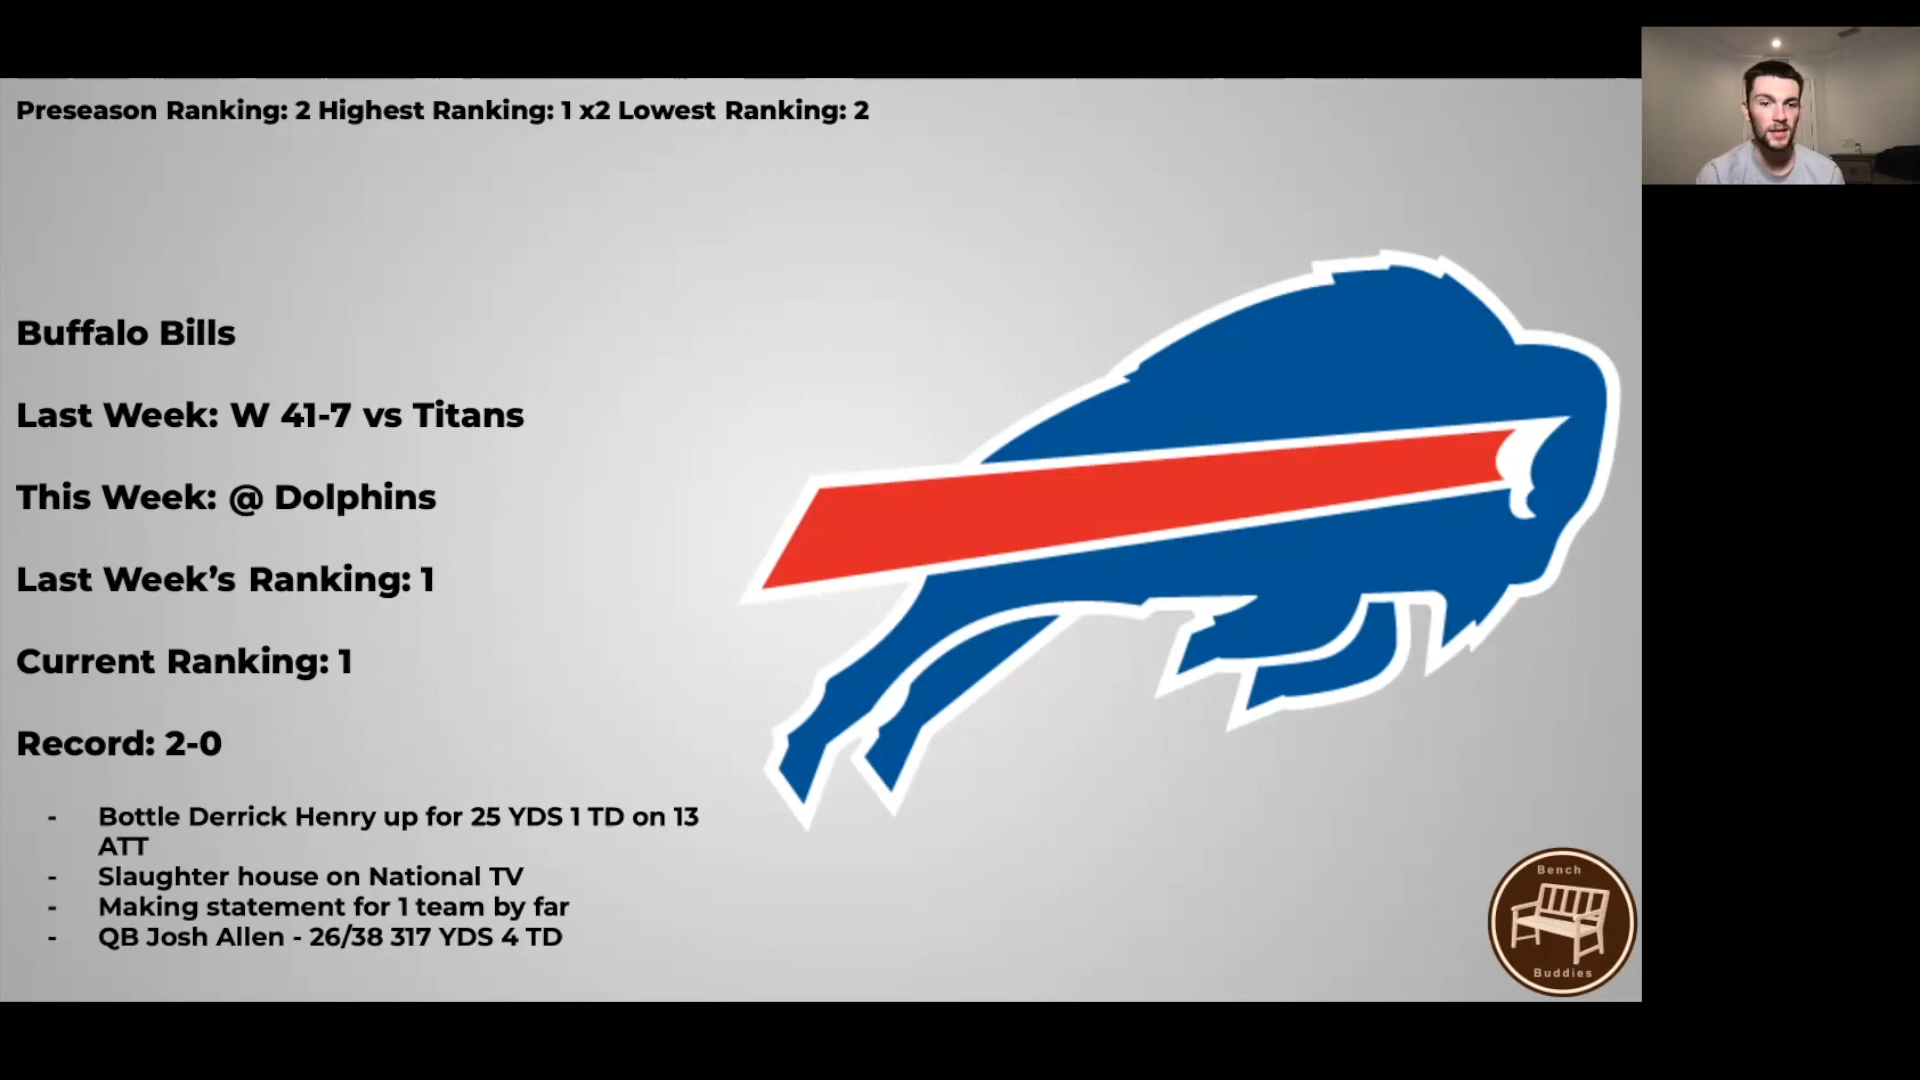 Preseason Ranking: 2 Highest Ranking: 1 x2 Lowest Ranking: 2
Buffalo Bills
Last Week: W 41-7 vs Titans
This Week: @ Dolphins
Last Week’s Ranking: 1
Current Ranking: 1
Record: 2-0
- Bottle Derrick Henry up for 25 YDS 1 TD on 13
ATT
- Slaughter house on National TV
- Making statement for 1 team by far
- QB Josh Allen - 26/38 317 YDS 4 TD
Bench
Buddies